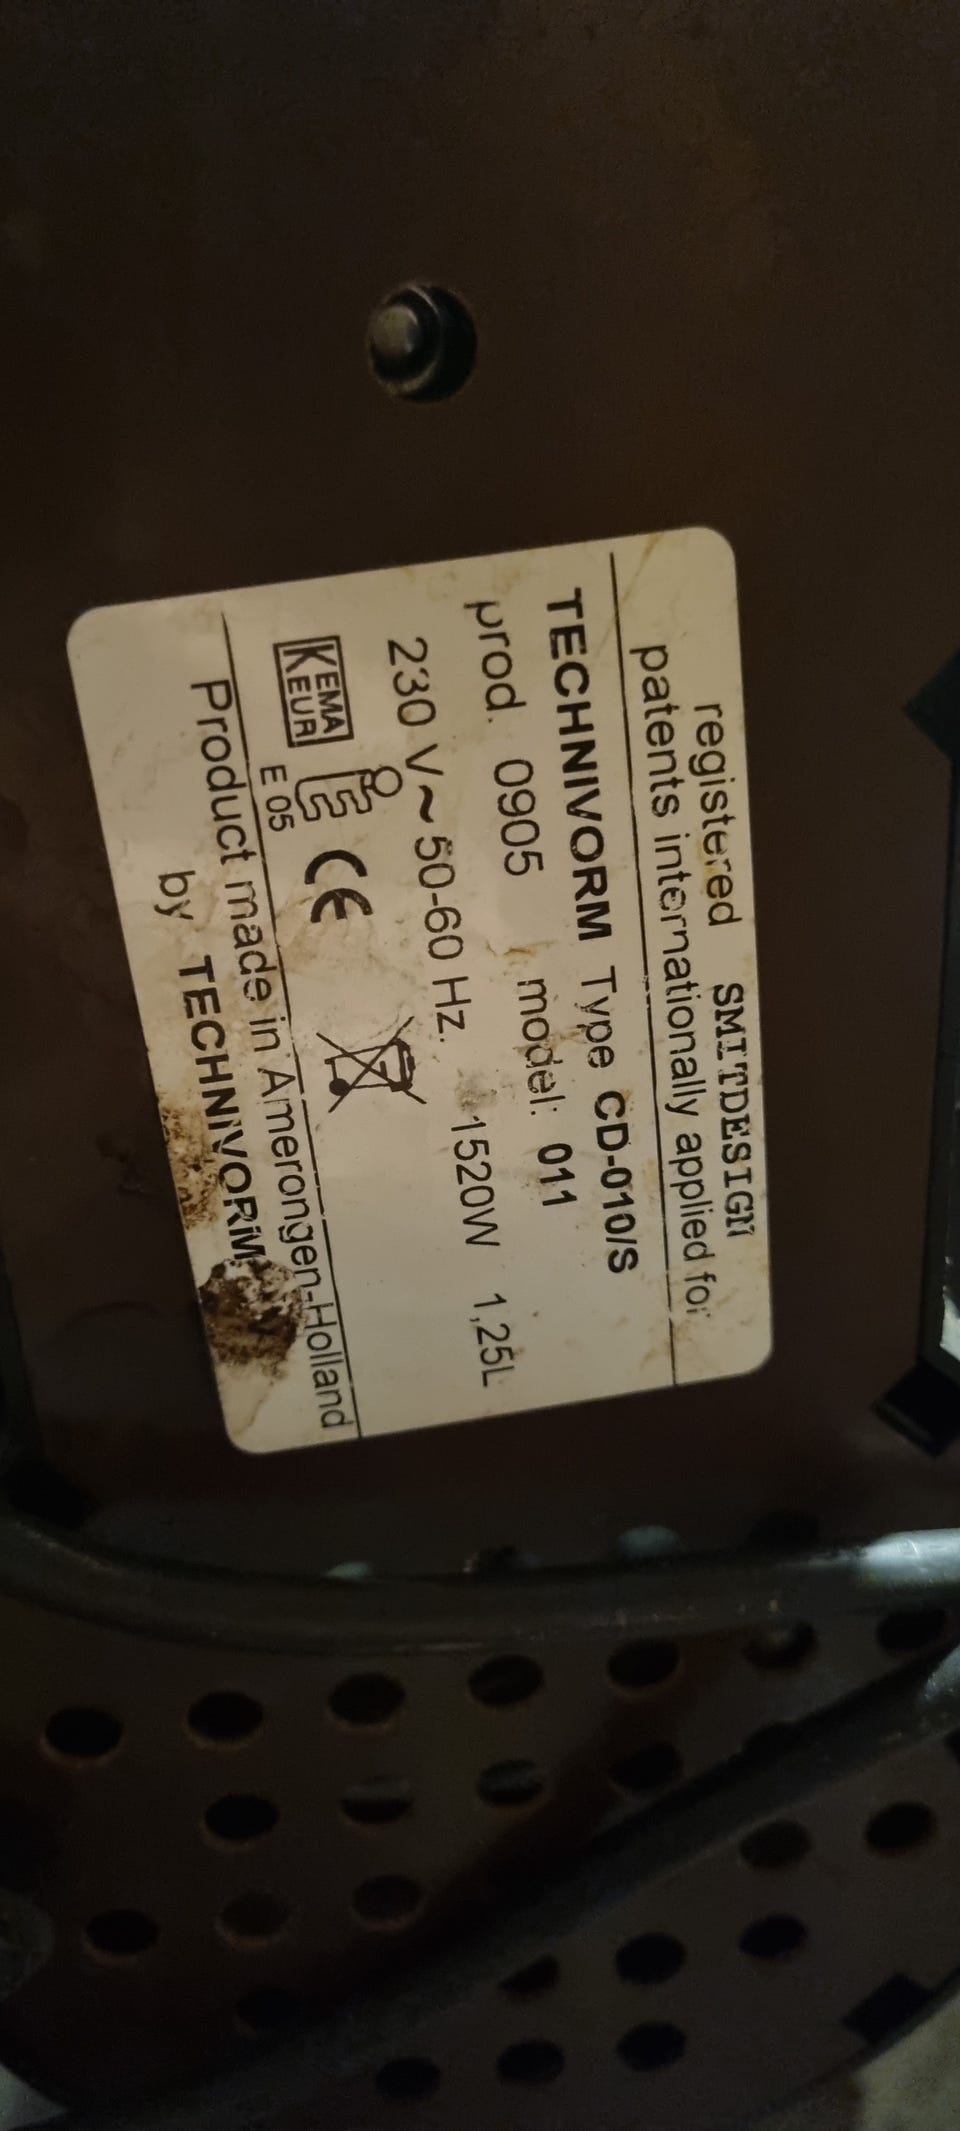 registered SMITDESIGN
patents internationally applied for
TECHNIVORM Type CD-010/S
prod. 0905 model: 011
230 V~50-60 Hz. 1520W 1,25L
KEMA
KEUR
E 05
CE
Product made in Amerongen-Holland
by TECHNIVORM